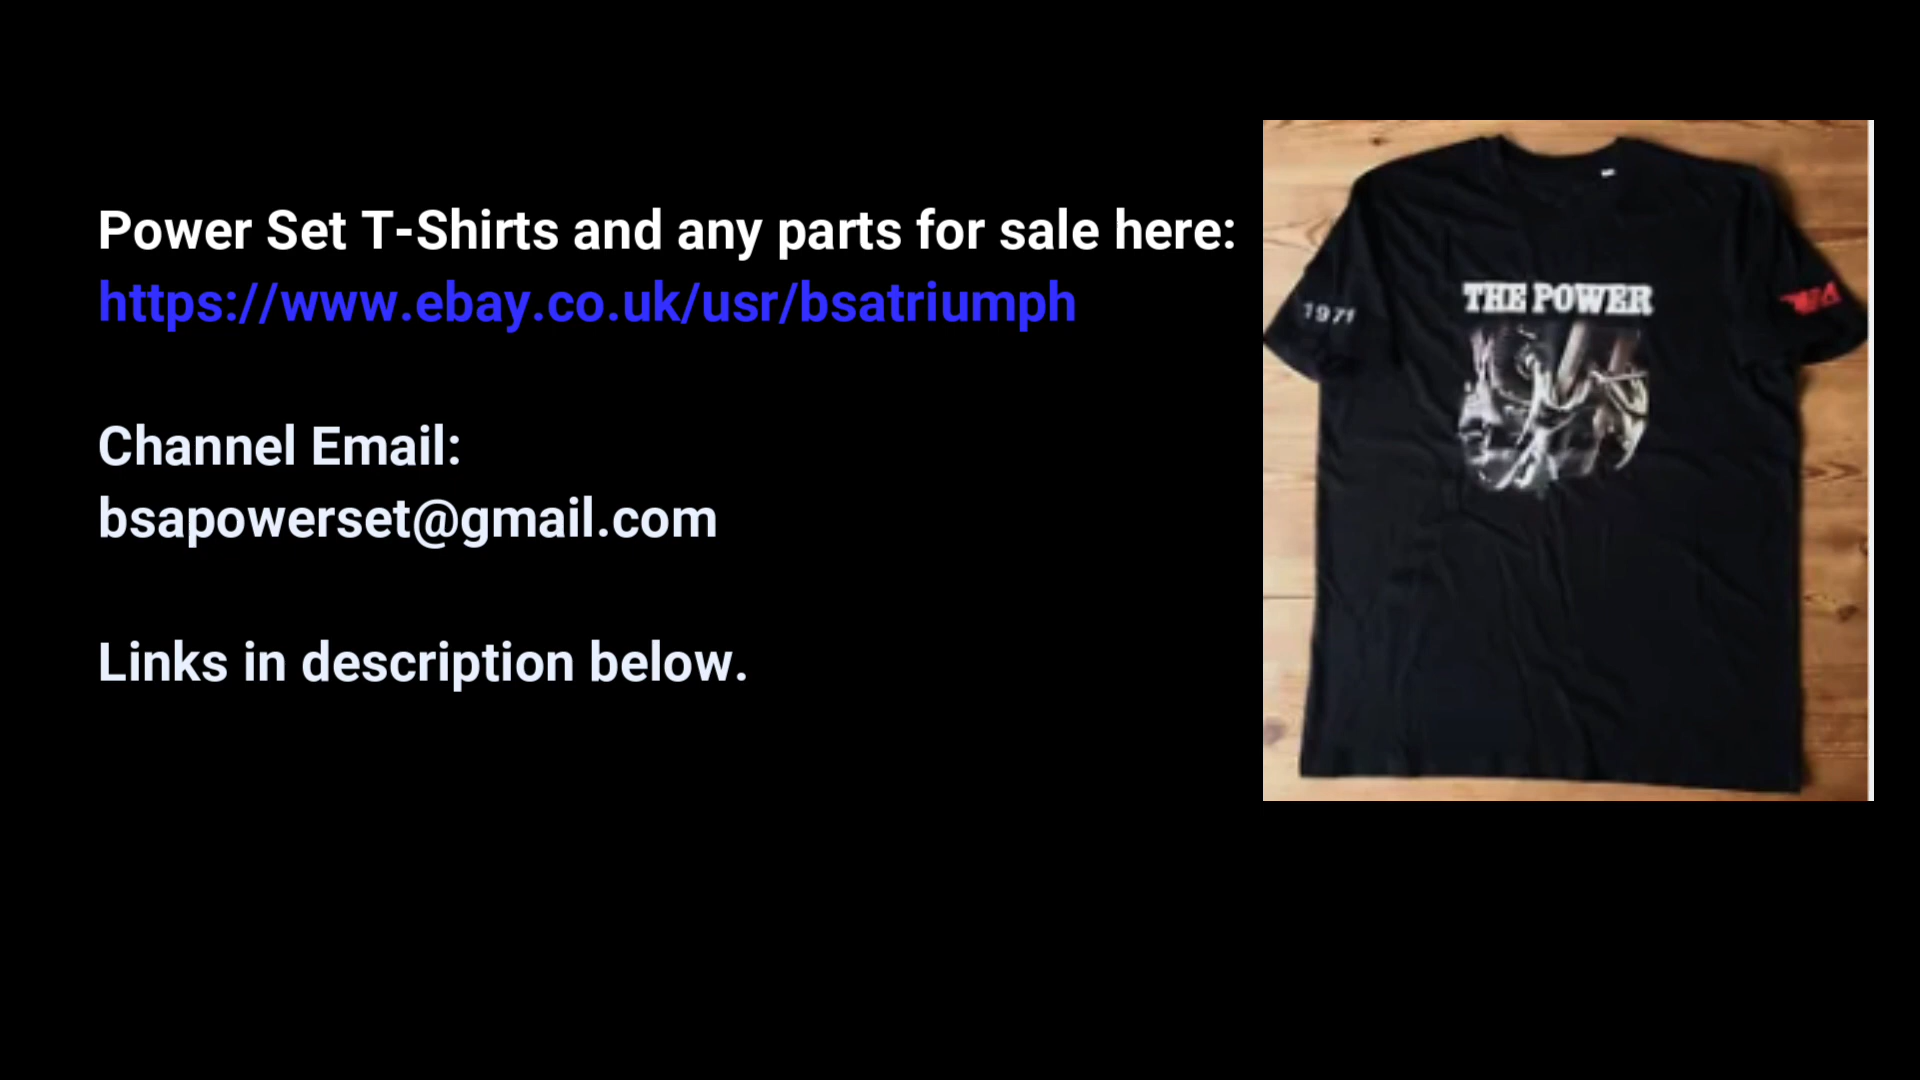 Power Set T-Shirts and any parts for sale here:
https://www.ebay.co.uk/usr/bsatriumph
Channel Email:
bsapowerset@gmail.com
Links in description below.
THE POWER
1971